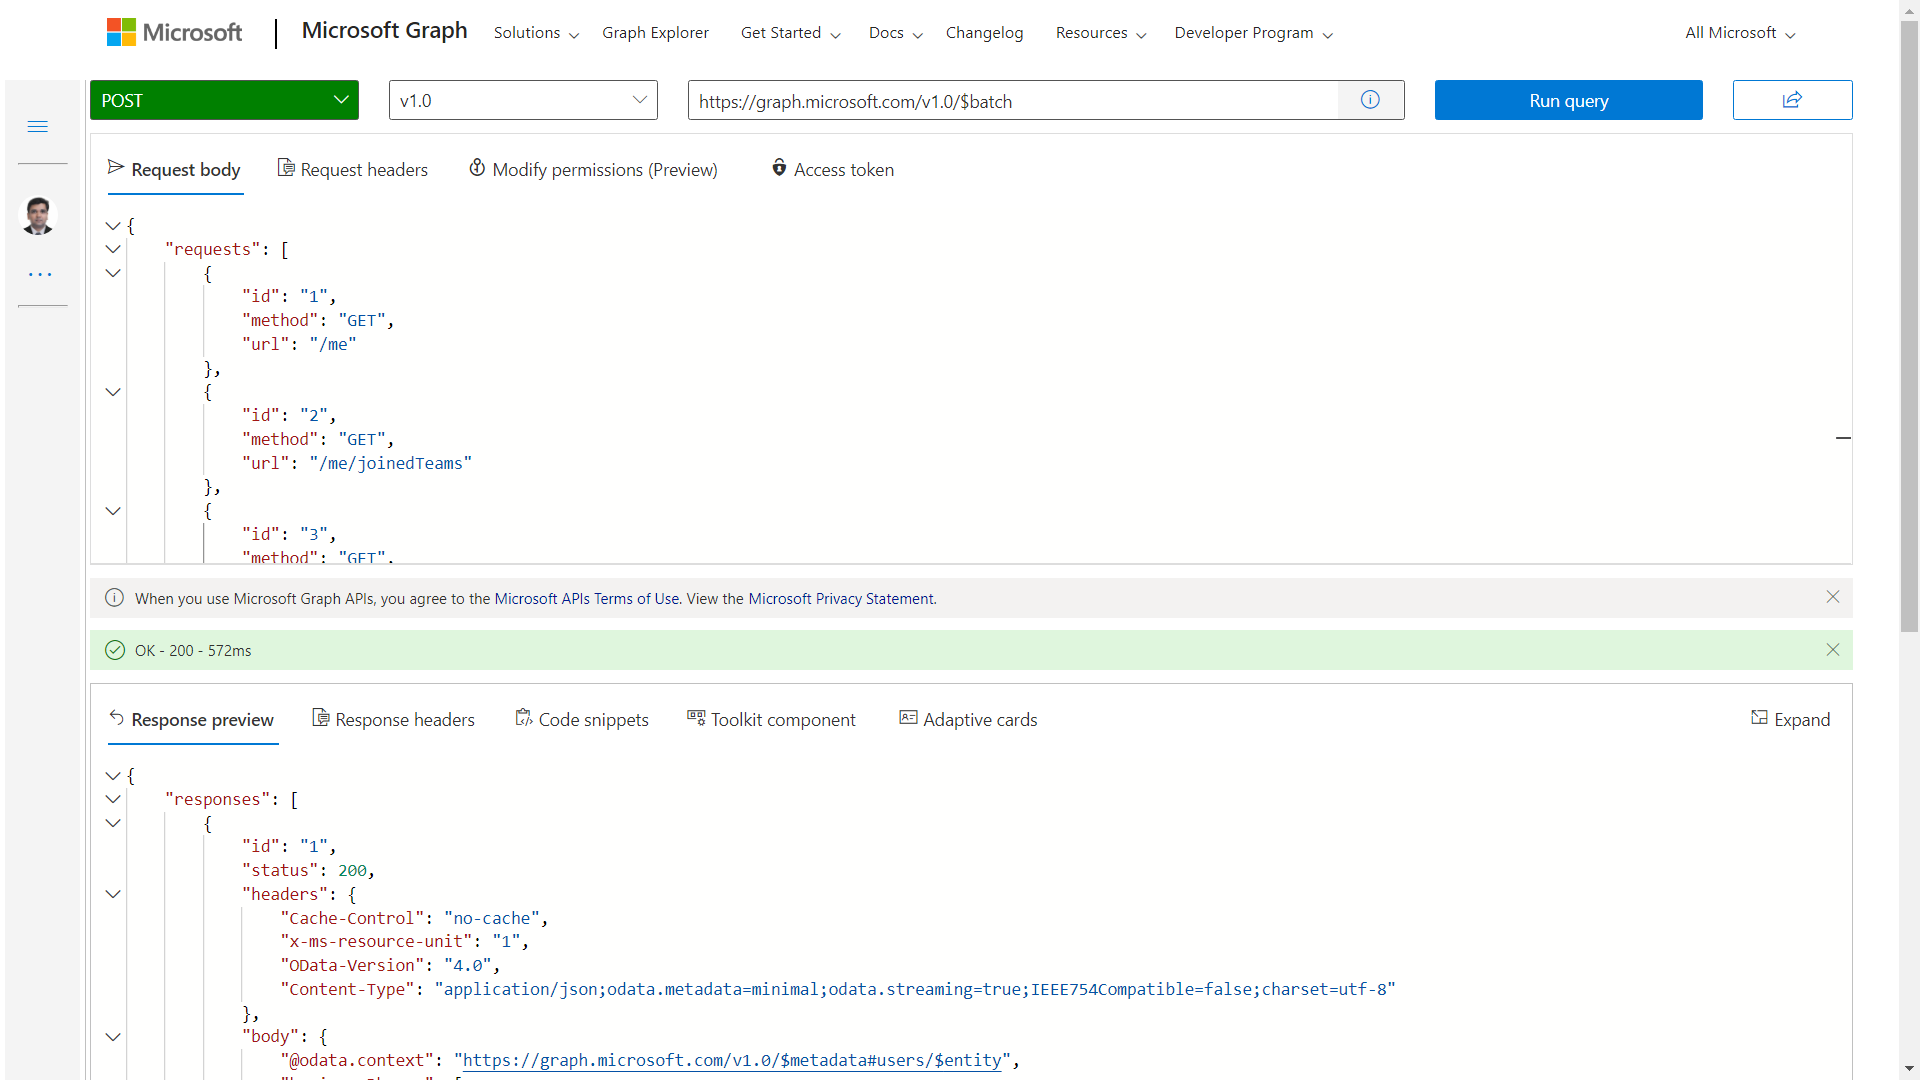 Microsoft Microsoft Graph Solutions Graph Explorer Get Started Docs Changelog Resources Developer Program All Microsoft
POST v1.0 https://graph.microsoft.com/v1.0/$batch Run query
Request body Request headers Modify permissions (Preview) Access token
{
"requests": [
{
"id": "1",
"method": "GET",
"url": "/me"
},
{
"id": "2",
"method": "GET",
"url": "/me/joinedTeams"
},
{
"id": "3",
"method": "GET",
When you use Microsoft Graph APIs, you agree to the Microsoft APIs Terms of Use. View the Microsoft Privacy Statement.
OK - 200 - 572ms
Response preview Response headers Code snippets Toolkit component Adaptive cards Expand
{
"responses": [
{
"id": "1",
"status": 200,
"headers": {
"Cache-Control": "no-cache",
"x-ms-resource-unit": "1",
"OData-Version": "4.0",
"Content-Type": "application/json;odata.metadata=minimal;odata.streaming=true;IEEE754Compatible=false;charset=utf-8"
},
"body": {
"@odata.context": "https://graph.microsoft.com/v1.0/$metadata#users/$entity",